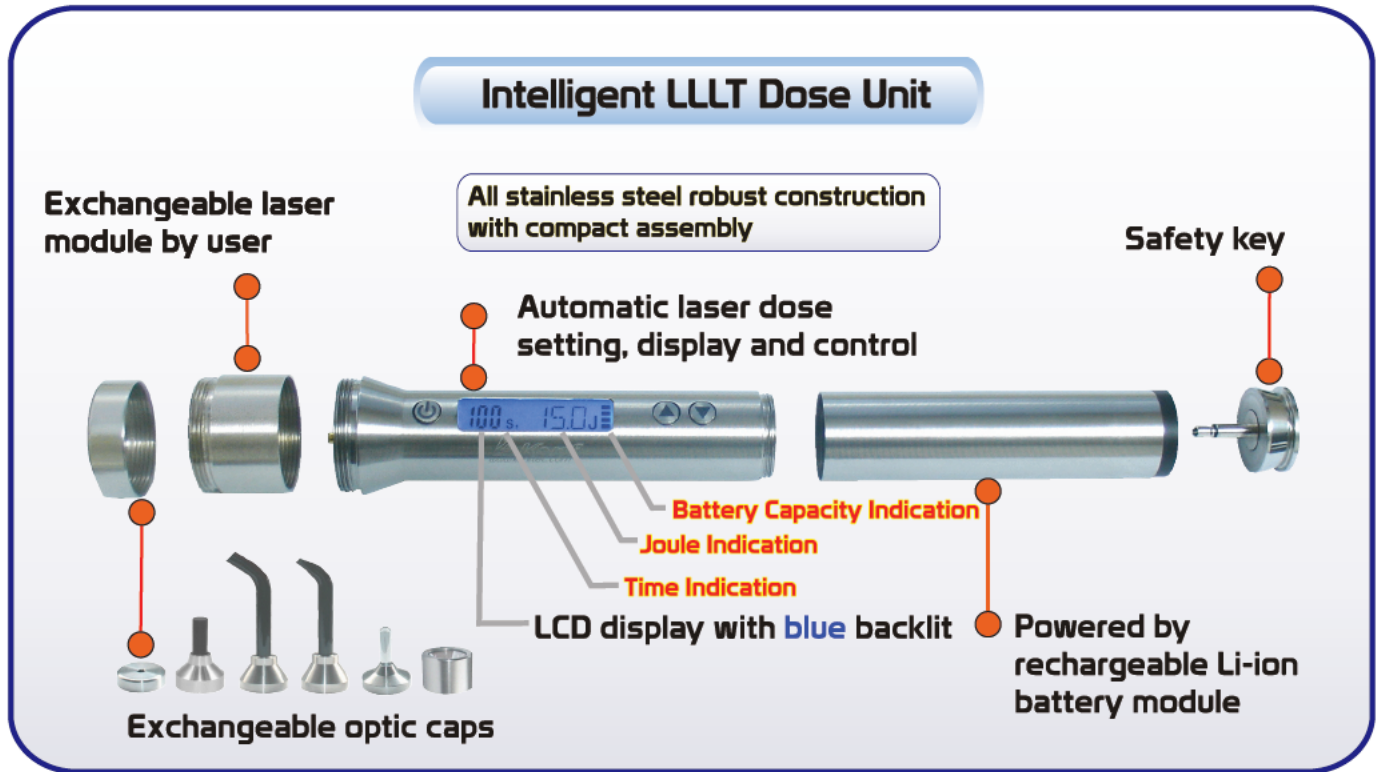 Intelligent LLLT Dose Unit
All stainless steel robust construction
with compact assembly
Exchangeable laser
module by user
Safety key
Automatic laser dose
setting, display and control
100 s. 15.0J
Battery Capacity Indication
Joule Indication
Time Indication
LCD display with blue backlit
Powered by
rechargeable Li-ion
battery module
Exchangeable optic caps